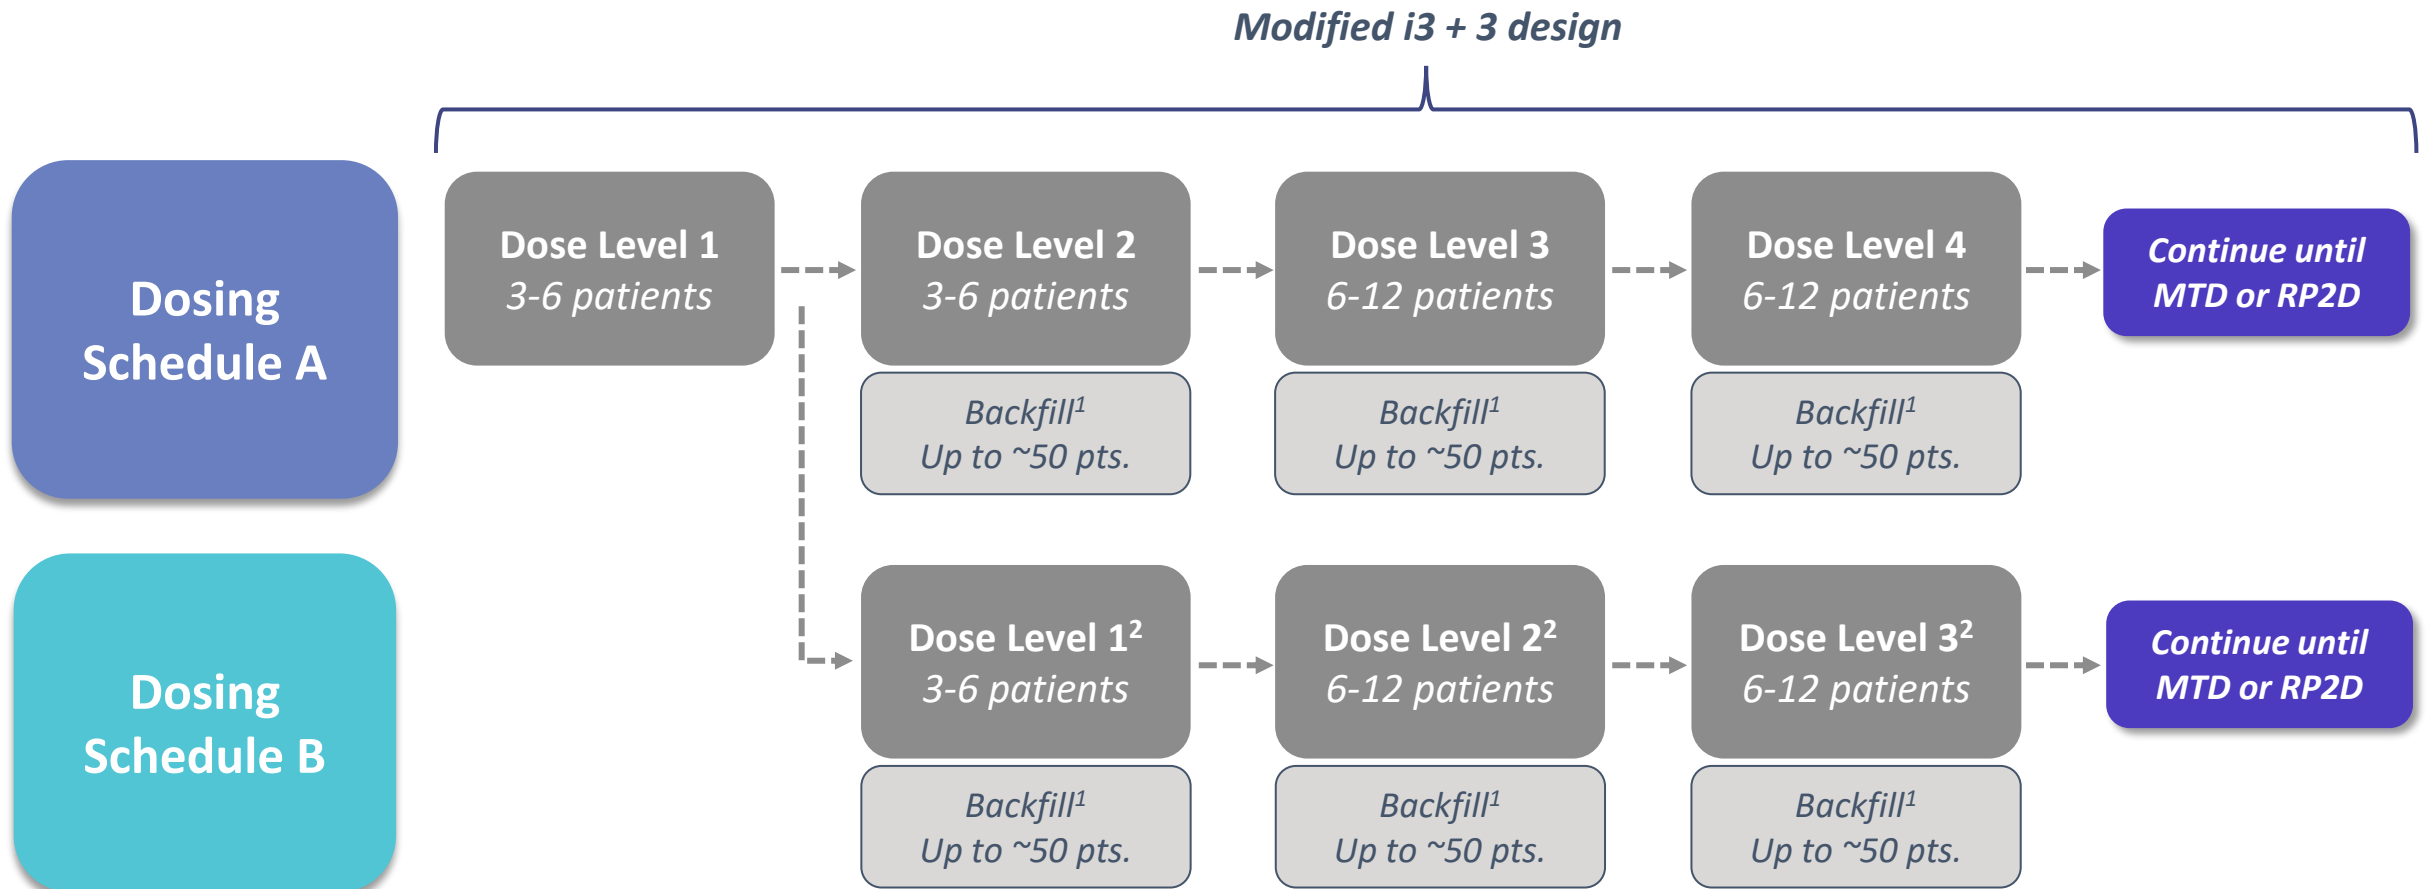 Modified i3 + 3 design
Dosing
Schedule A
Dose Level 1
3-6 patients
Dose Level 2
3-6 patients
Dose Level 3
6-12 patients
Dose Level 4
6-12 patients
Continue until
MTD or RP2D
Backfill¹
Up to ~50 pts.
Backfill¹
Up to ~50 pts.
Backfill¹
Up to ~50 pts.
Dosing
Schedule B
Dose Level 1²
3-6 patients
Dose Level 2²
6-12 patients
Dose Level 3²
6-12 patients
Continue until
MTD or RP2D
Backfill¹
Up to ~50 pts.
Backfill¹
Up to ~50 pts.
Backfill¹
Up to ~50 pts.